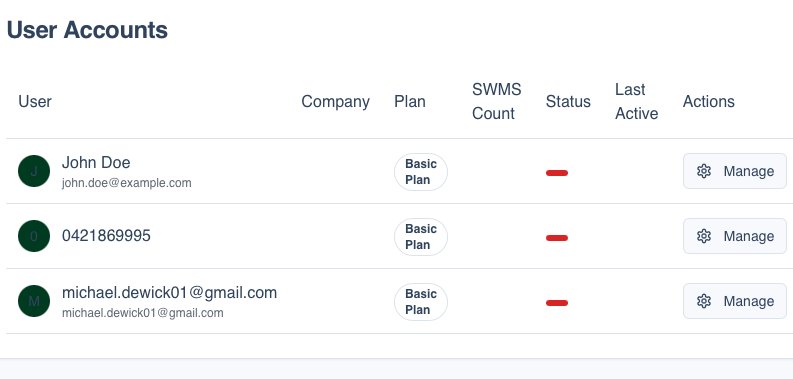 User Accounts
User Company Plan SWMS Count Status Last Active Actions
J John Doe Basic Plan Manage
john.doe@example.com
0 0421869995 Basic Plan Manage
M michael.dewick01@gmail.com Basic Plan Manage
michael.dewick01@gmail.com